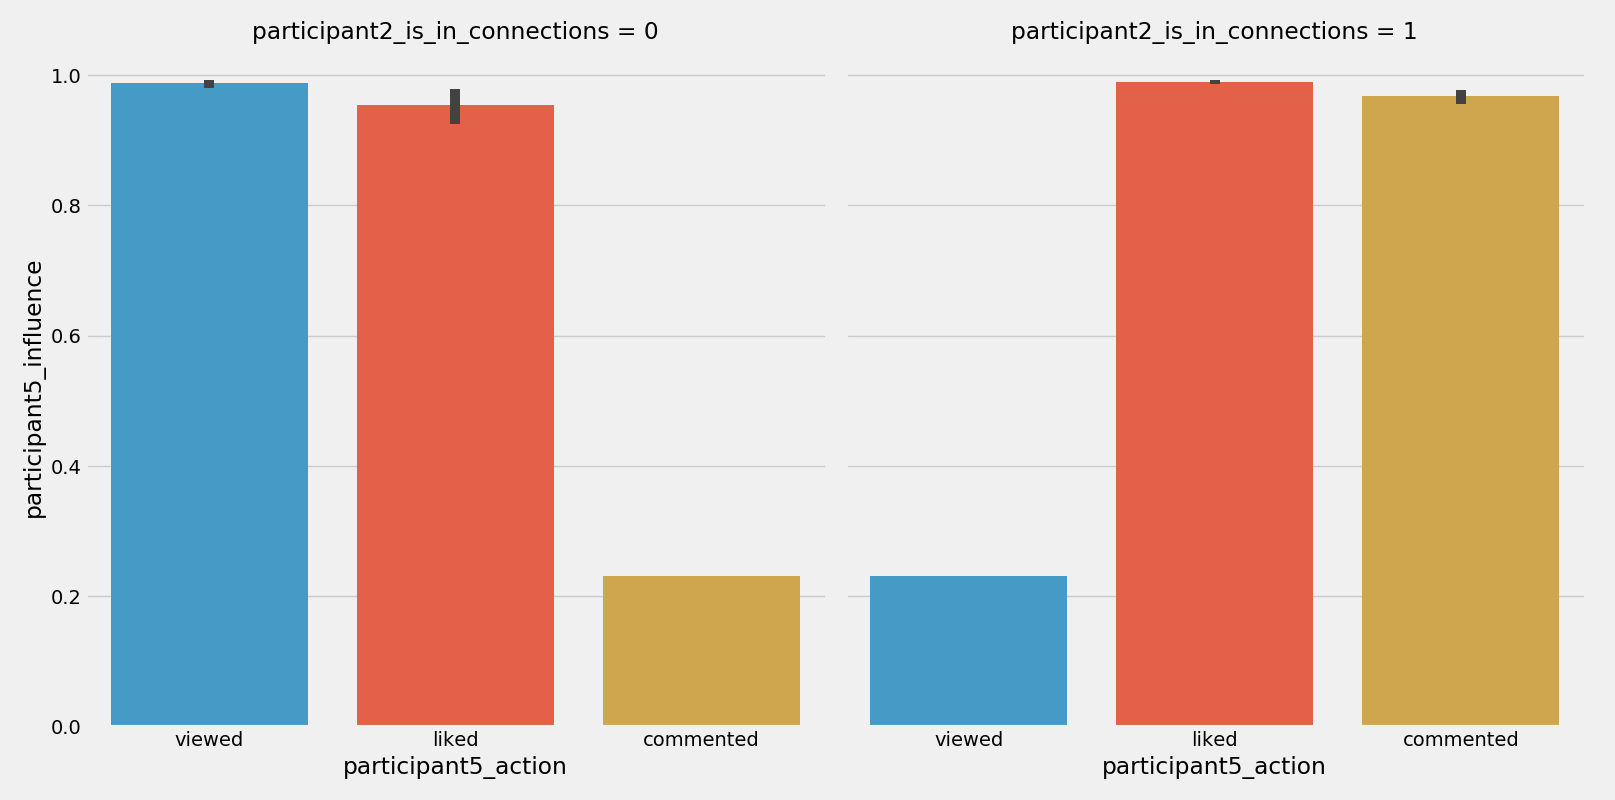 participant2_is_in_connections = 0
participant2_is_in_connections = 1
participant5_influence
1.0
0.8
0.6
0.4
0.2
0.0
viewed
liked
commented
viewed
liked
commented
participant5_action
participant5_action